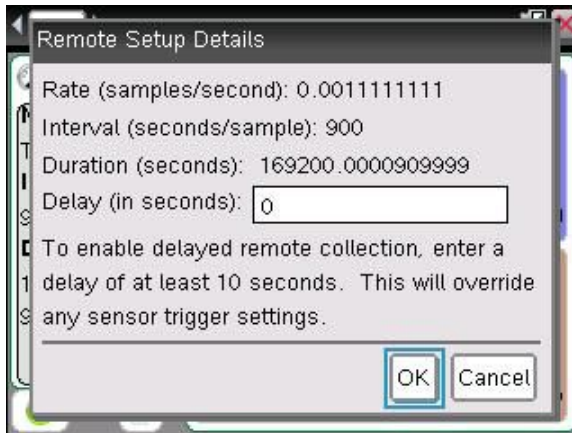 Remote Setup Details
Rate (samples/second): 0.0011111111
Interval (seconds/sample): 900
Duration (seconds): 169200.0000909999
Delay (in seconds): 0
To enable delayed remote collection, enter a
delay of at least 10 seconds. This will override
any sensor trigger settings.
OK Cancel